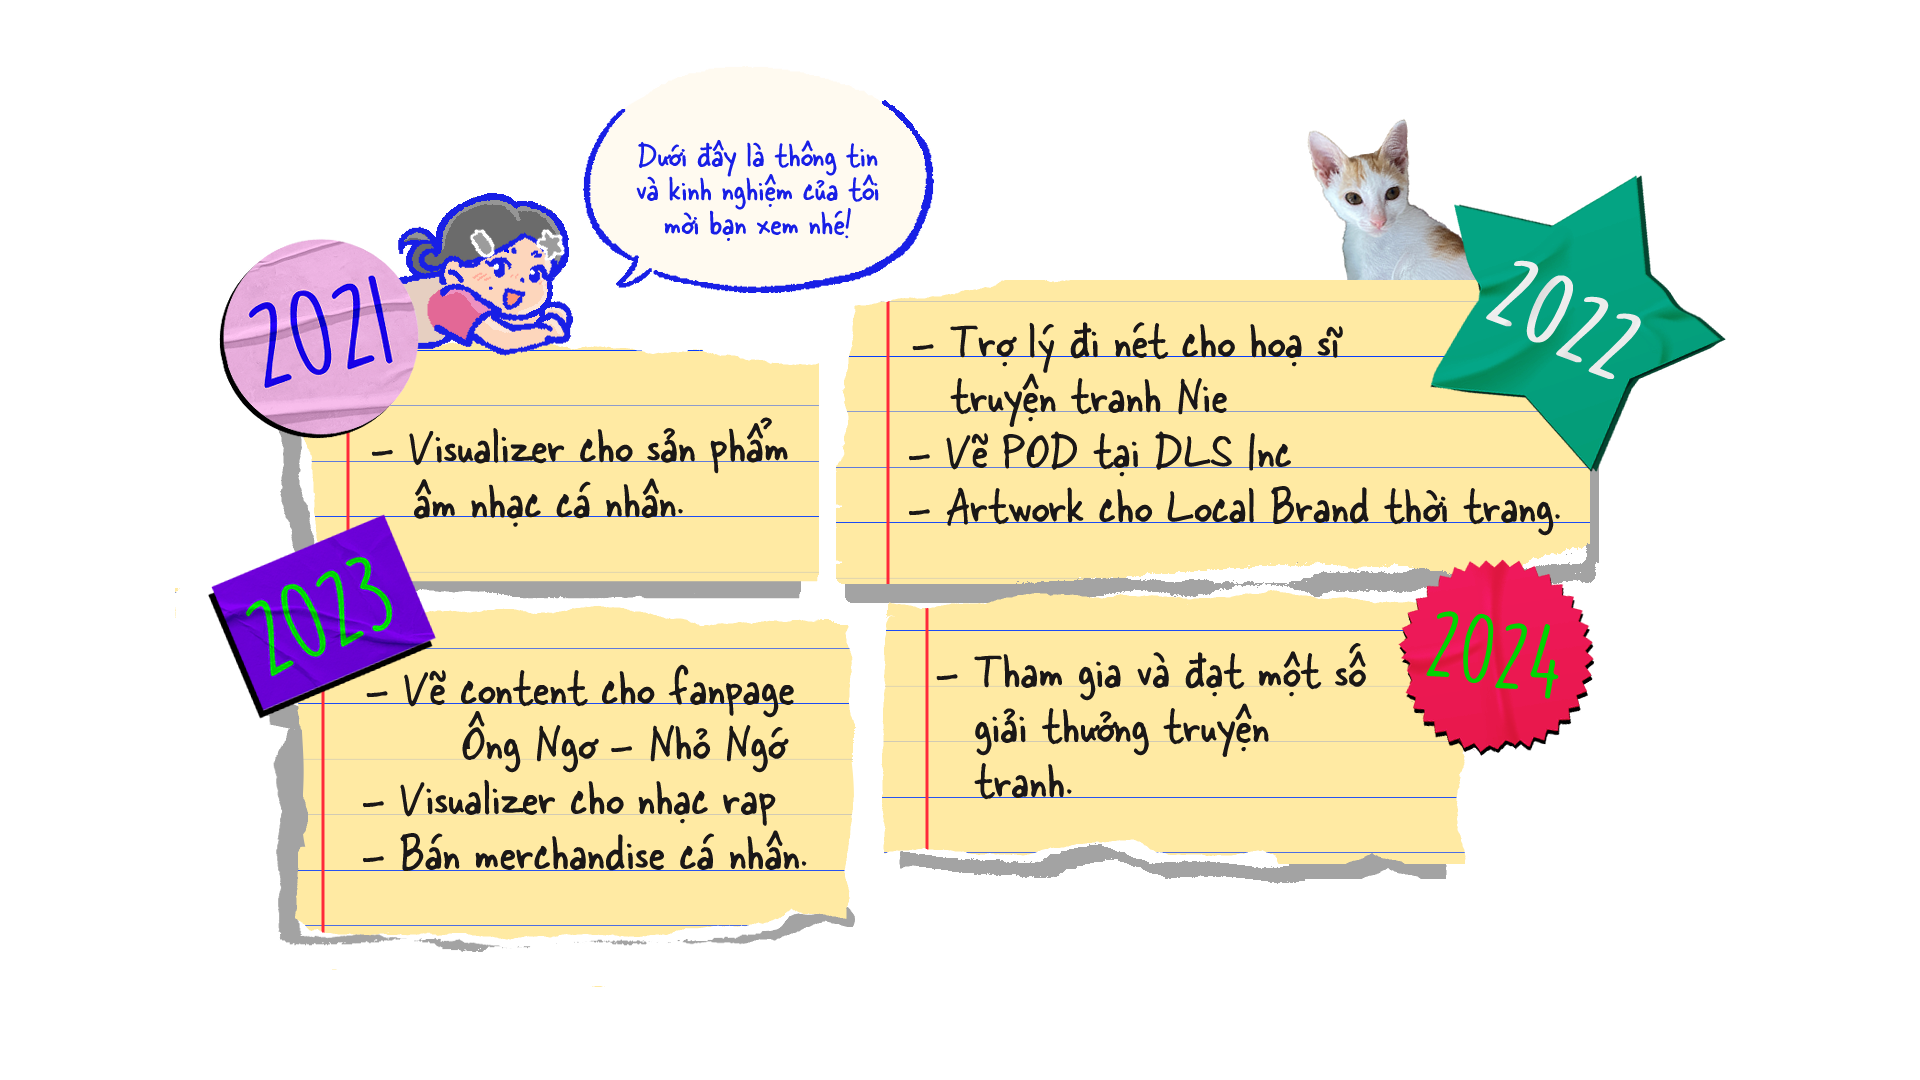 Dưới đây là thông tin
và kinh nghiệm của tôi
mời bạn xem nhé!
2021
– Visualizer cho sản phẩm
âm nhạc cá nhân.
2022
– Trợ lý đi nét cho hoạ sĩ
truyện tranh Nie
– Vẽ POD tại DLS Inc
– Artwork cho Local Brand thời trang.
2023
– Vẽ content cho fanpage
Ông Ngơ – Nhỏ Ngớ
– Visualizer cho nhạc rap
– Bán merchandise cá nhân.
2024
– Tham gia và đạt một số
giải thưởng truyện
tranh.